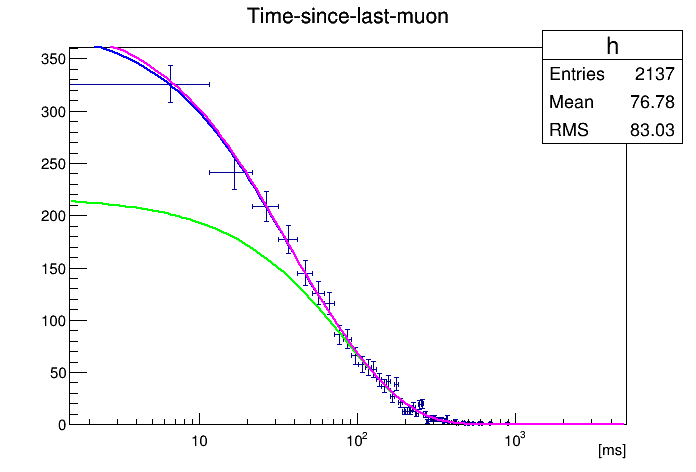 Time-since-last-muon
h
Entries 2137
Mean 76.78
RMS 83.03
350
300
250
200
150
100
50
0
10
10²
10³
[ms]